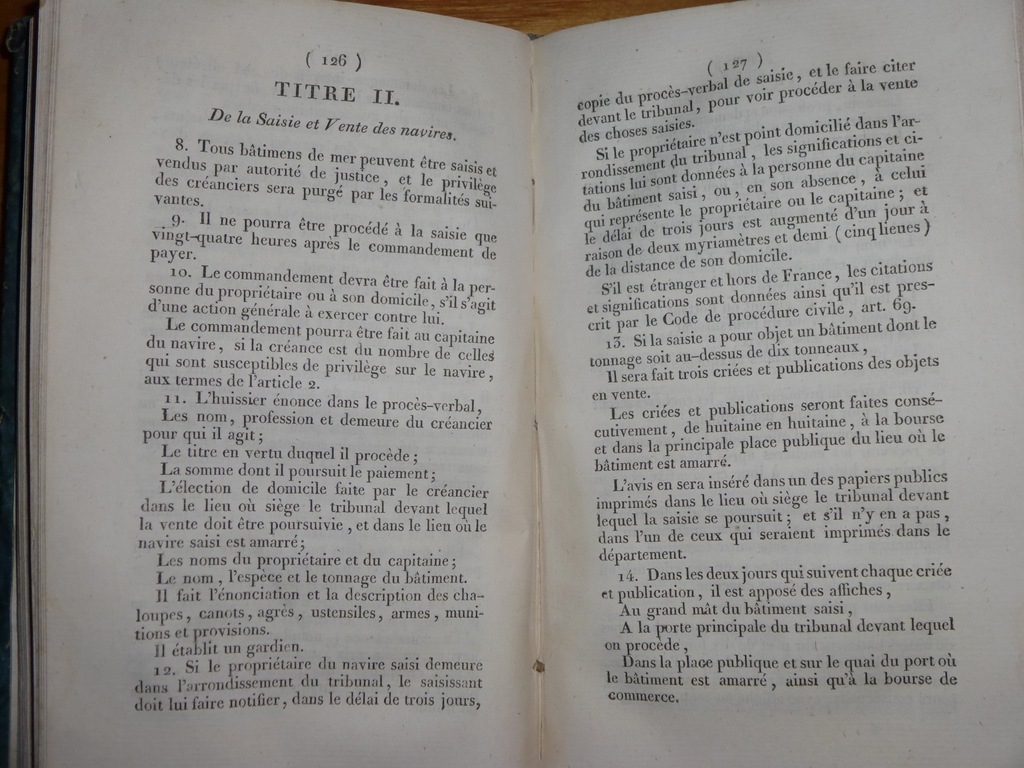 ( 126 )
TITRE II.
De la Saisie et Vente des navires.
8. Tous bâtimens de mer peuvent être saisis et
vendus par autorité de justice, et le privilège
des créanciers sera purgé par les formalités sui-
vantes.
9. Il ne pourra être procédé à la saisie que
vingt-quatre heures après le commandement de
payer.
10. Le commandement devra être fait à la per-
sonne du propriétaire ou à son domicile, s'il s'agit
d'une action générale à exercer contre lui.
Le commandement pourra être fait au capitaine
du navire, si la créance est du nombre de celles
qui sont susceptibles de privilège sur le navire,
aux termes de l'article 2.
11. L'huissier énonce dans le procès-verbal,
Les nom, profession et demeure du créancier
pour qui il agit;
Le titre en vertu duquel il procède;
La somme dont il poursuit le paiement;
L'élection de domicile faite par le créancier
dans le lieu où siège le tribunal devant lequel
la vente doit être poursuivie, et dans le lieu où le
navire saisi est amarré;
Les noms du propriétaire et du capitaine;
Le nom, l'espèce et le tonnage du bâtiment.
Il fait l'énonciation et la description des cha-
loupes, canots, agrès, ustensiles, armes, muni-
tions et provisions.
Il établit un gardien.
12. Si le propriétaire du navire saisi demeure
dans l'arrondissement du tribunal, le saisissant
doit lui faire notifier, dans le délai de trois jours,
( 127 )
copie du procès-verbal de saisie, et le faire citer
devant le tribunal, pour voir procéder à la vente
des choses saisies.
Si le propriétaire n'est point domicilié dans l'ar-
rondissement du tribunal, les significations et ci-
tations lui sont données à la personne du capitaine
du bâtiment saisi, ou, en son absence, à celui
qui représente le propriétaire ou le capitaine; et
le délai de trois jours est augmenté d'un jour à
raison de deux myriamètres et demi (cinq lieues)
de la distance de son domicile.
S'il est étranger et hors de France, les citations
et significations sont données ainsi qu'il est pres-
crit par le Code de procédure civile, art. 69.
13. Si la saisie a pour objet un bâtiment dont le
tonnage soit au-dessus de dix tonneaux,
Il sera fait trois criées et publications des objets
en vente.
Les criées et publications seront faites consé-
cutivement, de huitaine en huitaine, à la bourse
et dans la principale place publique du lieu où le
bâtiment est amarré.
L'avis en sera inséré dans un des papiers publics
imprimés dans le lieu où siège le tribunal devant
lequel la saisie se poursuit; et s'il n'y en a pas,
dans l'un de ceux qui seraient imprimés dans le
département.
14. Dans les deux jours qui suivent chaque criée
et publication, il est apposé des affiches,
Au grand mât du bâtiment saisi,
A la porte principale du tribunal devant lequel
on procède,
Dans la place publique et sur le quai du port où
le bâtiment est amarré, ainsi qu'à la bourse de
commerce.